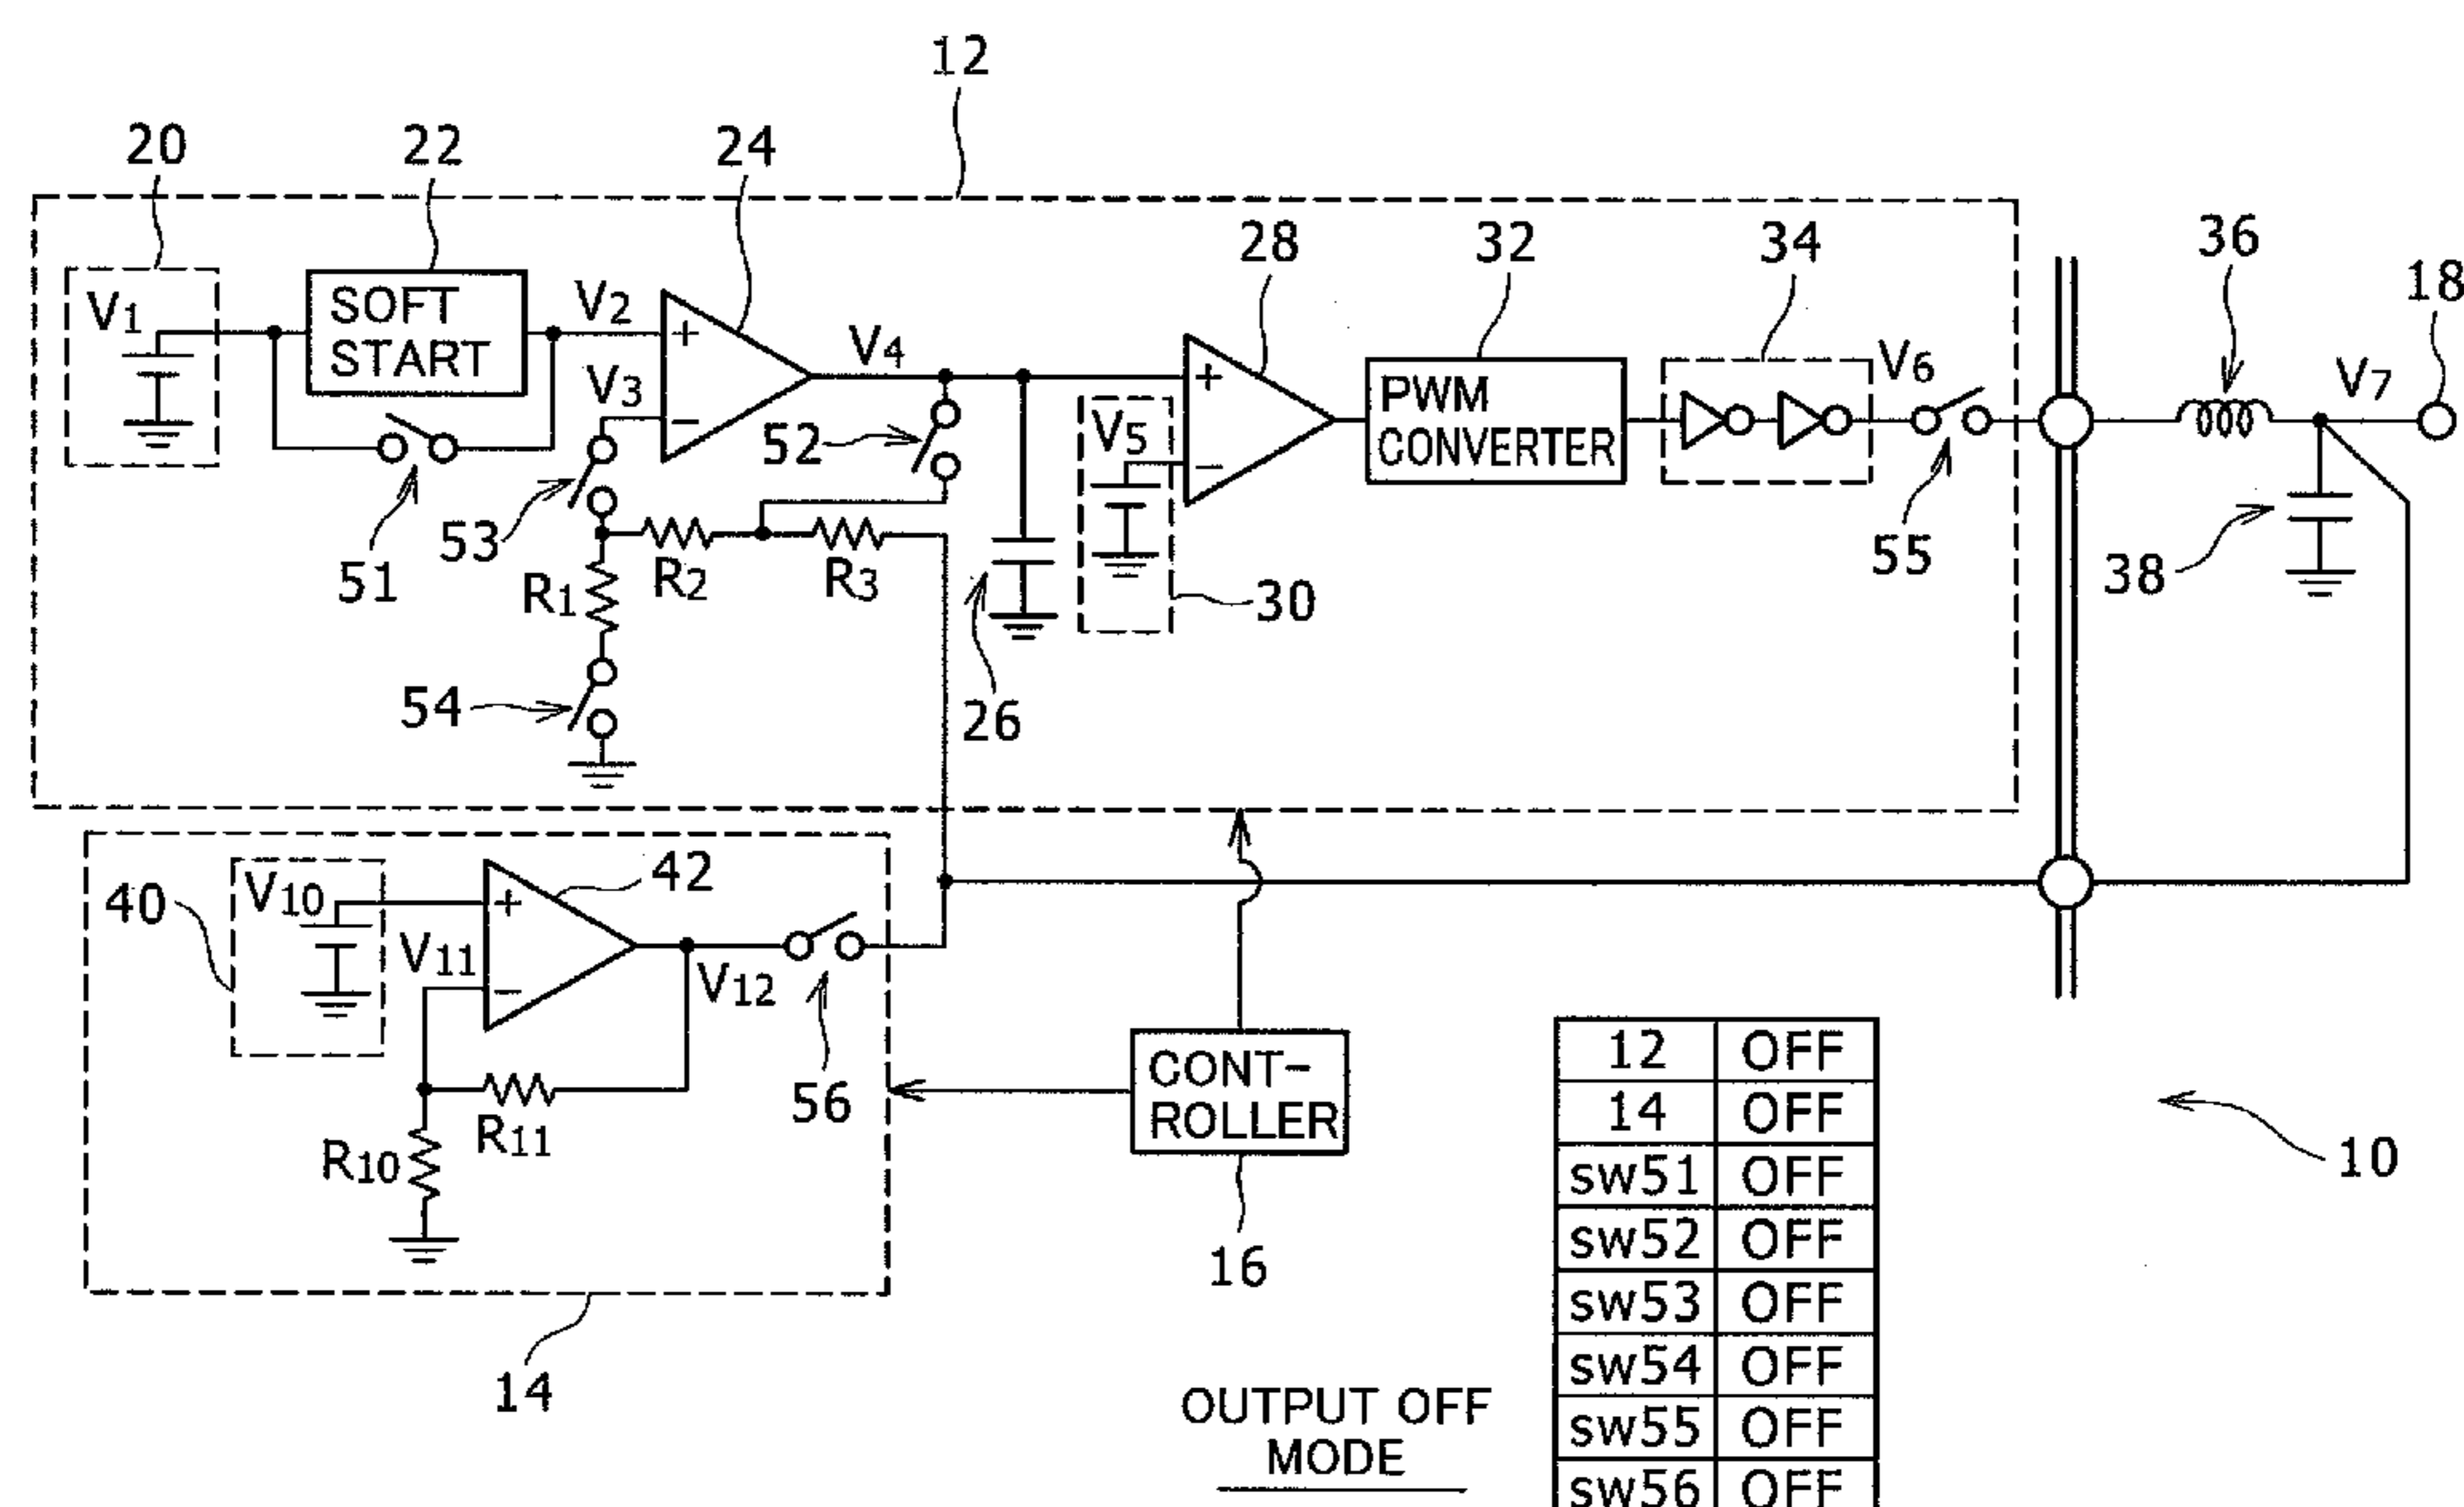 12
20
22
24
28
32
34
36
18
V1
SOFT
START
V2
V3
V4
V5
PWM
CONVERTER
V6
V7
+
−
+
−
51
52
53
R1
R2
R3
54
26
30
55
38
40
V10
V11
+
−
42
V12
56
R11
R10
14
CONT-
ROLLER
16
10
12 OFF
14 OFF
sw51 OFF
sw52 OFF
sw53 OFF
sw54 OFF
sw55 OFF
sw56 OFF
OUTPUT OFF
MODE